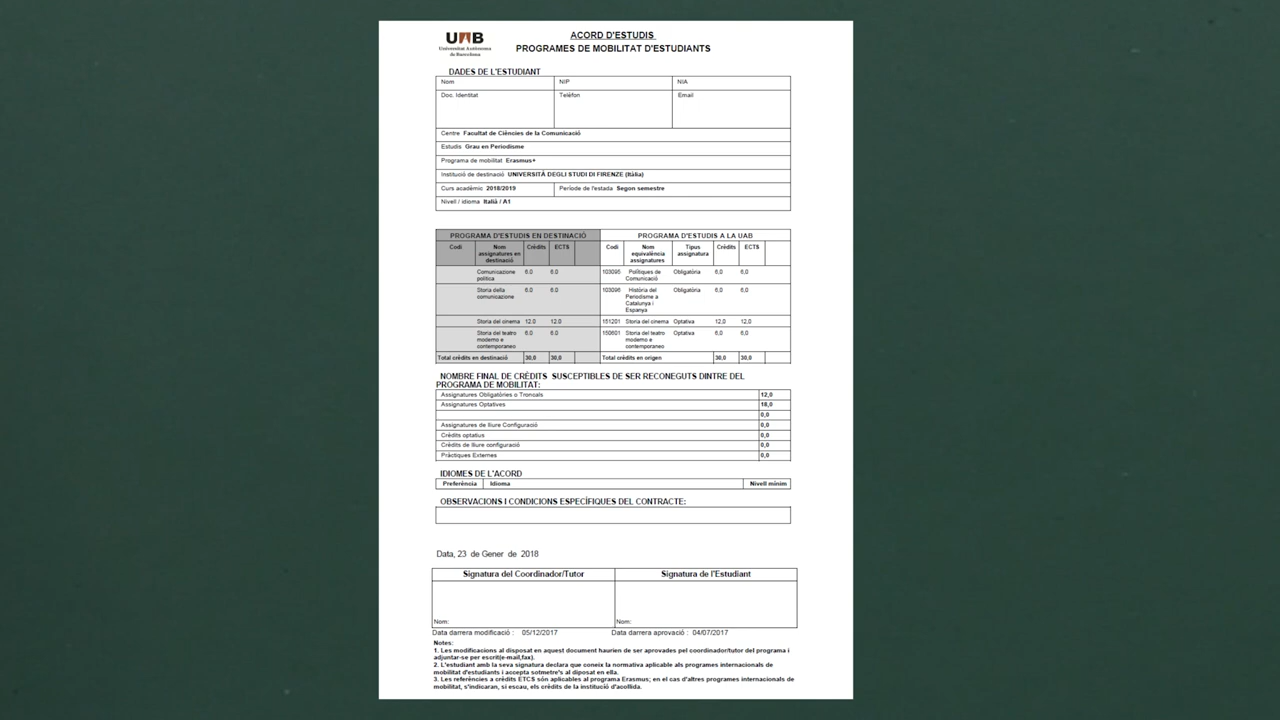 UAB
Universitat Autònoma
de Barcelona
ACORD D'ESTUDIS
PROGRAMES DE MOBILITAT D'ESTUDIANTS
DADES DE L'ESTUDIANT
Nom NIP NIA
Doc. Identitat Telèfon Email
Centre Facultat de Ciències de la Comunicació
Estudis Grau en Periodisme
Programa de mobilitat Erasmus+
Institució de destinació UNIVERSITÀ DEGLI STUDI DI FIRENZE (Itàlia)
Curs acadèmic 2018/2019 Període de l'estada Segon semestre
Nivell / idioma Italià / A1
PROGRAMA D'ESTUDIS EN DESTINACIÓ PROGRAMA D'ESTUDIS A LA UAB
Codi Nom assignatures en destinació Crèdits ECTS Codi Nom equivalència assignatures Tipus assignatura Crèdits ECTS
Comunicazone politica 6.0 6.0 103095 Polítiques de Comunicació Obligatòria 6,0 6,0
Storia della comunicazone 6.0 6.0 103096 Història del Periodisme a Catalunya i Espanya Obligatòria 6,0 6,0
Storia del cinema 12.0 12.0 151201 Storia del cinema Optativa 12,0 12,0
Storia del teatro moderno e contemporaneo 6.0 6.0 150601 Storia del teatro moderno e contemporaneo Optativa 6,0 6,0
Total crèdits en destinació 30,0 30,0 Total crèdits en origen 30,0 30,0
NOMBRE FINAL DE CRÈDITS SUSCEPTIBLES DE SER RECONEGUTS DINTRE DEL
PROGRAMA DE MOBILITAT:
Assignatures Obligatòries o Troncals 12,0
Assignatures Optatives 18,0
0,0
Assignatures de lliure Configuració 0,0
Crèdits optatius 0,0
Crèdits de lliure configuració 0,0
Pràctiques Externes 0,0
IDIOMES DE L'ACORD
Preferència Idioma Nivell mínim
OBSERVACIONS I CONDICIONS ESPECÍFIQUES DEL CONTRACTE:
Data, 23 de Gener de 2018
Signatura del Coordinador/Tutor Signatura de l'Estudiant
Nom: Nom:
Data darrera modificació : 05/12/2017 Data darrera aprovació : 04/07/2017
Notes:
1. Les modificacions al disposat en aquest document haurien de ser aprovades pel coordinador/tutor del programa i
adjuntar-se per escrit(e-mail,fax).
2. L'estudiant amb la seva signatura declara que coneix la normativa aplicable als programes internacionals de
mobilitat d'estudiants i accepta sotmetre's al diposat en ella.
3. Les referències a crèdits ETCS són aplicables al programa Erasmus; en el cas d'altres programes internacionals de
mobilitat, s'indicaran, si escau, els crèdits de la institució d'acollida.